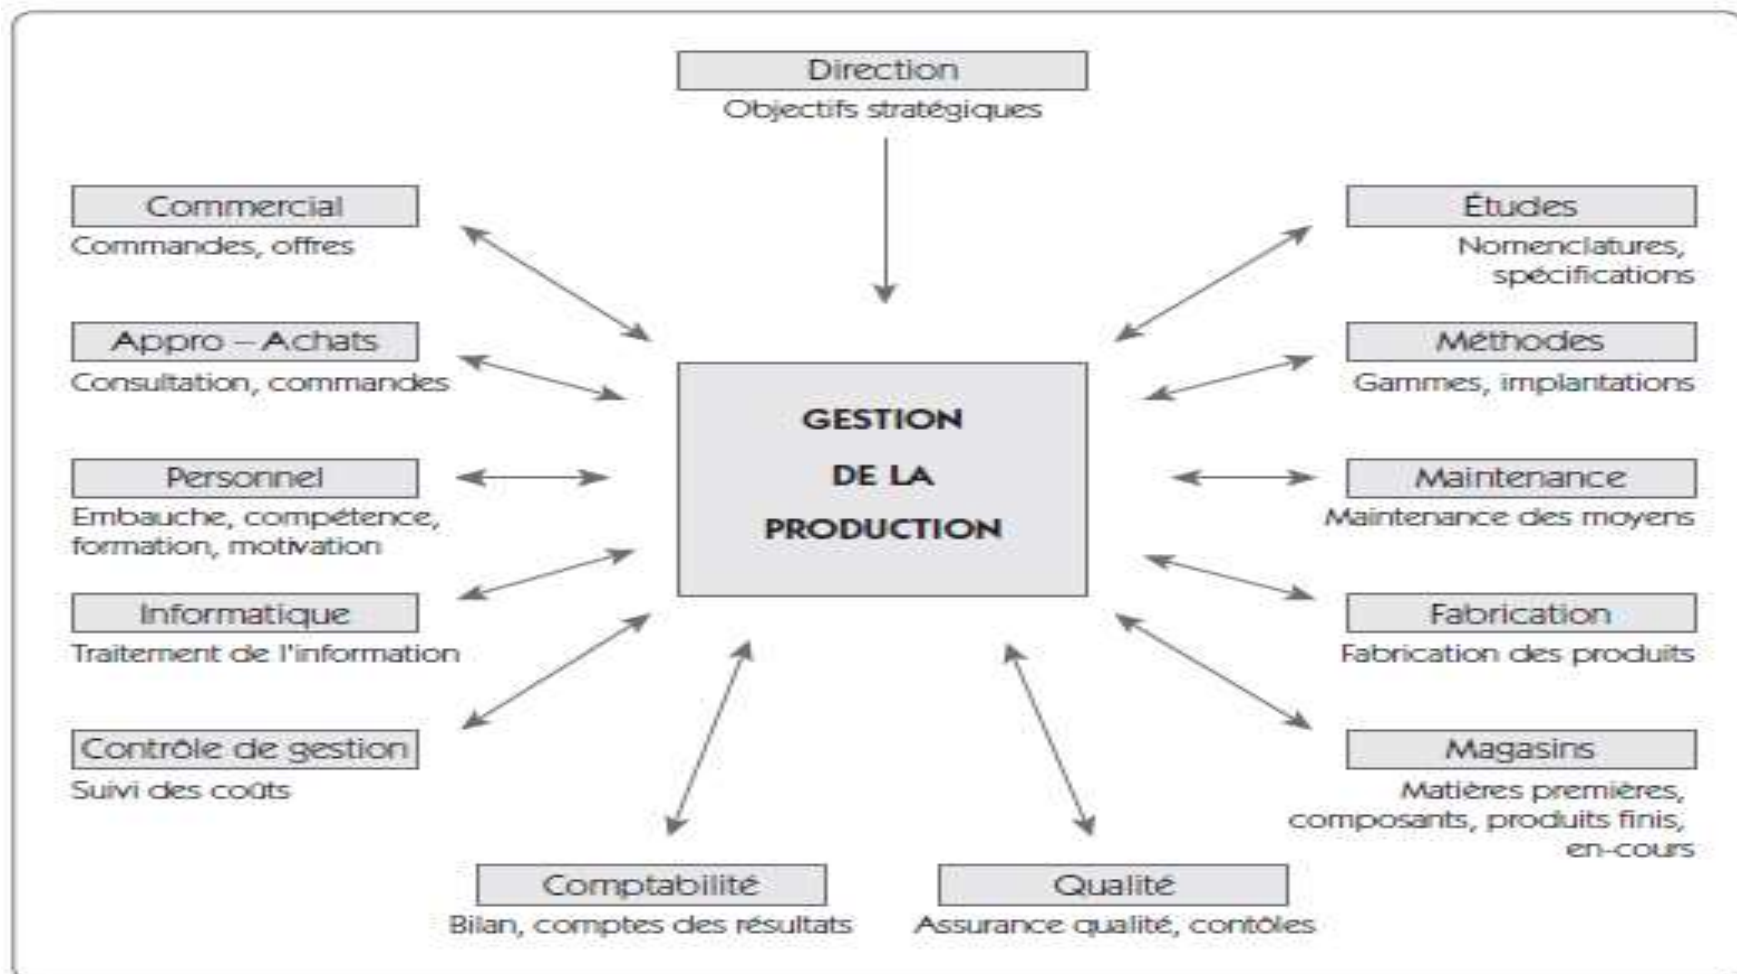 Direction
Objectifs stratégiques
Commercial
Commandes, offres
Appro – Achats
Consultation, commandes
Personnel
Embauche, compétence,
formation, motivation
Informatique
Traitement de l'information
Contrôle de gestion
Suivi des coûts
GESTION
DE LA
PRODUCTION
Études
Nomenclatures,
spécifications
Méthodes
Gammes, implantations
Maintenance
Maintenance des moyens
Fabrication
Fabrication des produits
Magasins
Matières premières,
composants, produits finis,
en-cours
Comptabilité
Bilan, comptes des résultats
Qualité
Assurance qualité, contôles